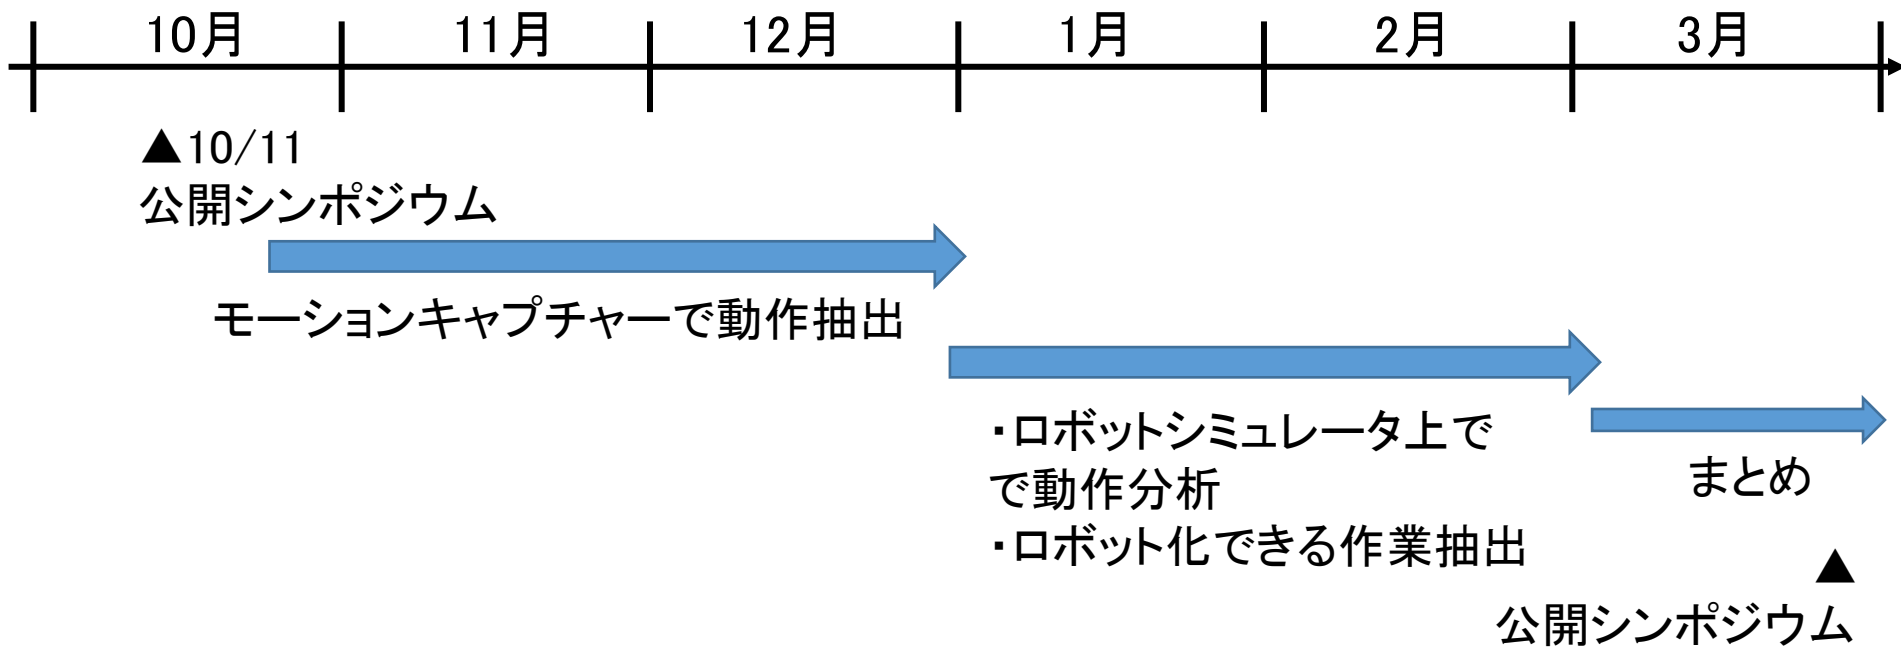 10月 11月 12月 1月 2月 3月
▲10/11
公開シンポジウム
モーションキャプチャーで動作抽出
・ロボットシミュレータ上で
で動作分析
・ロボット化できる作業抽出
まとめ
▲
公開シンポジウム